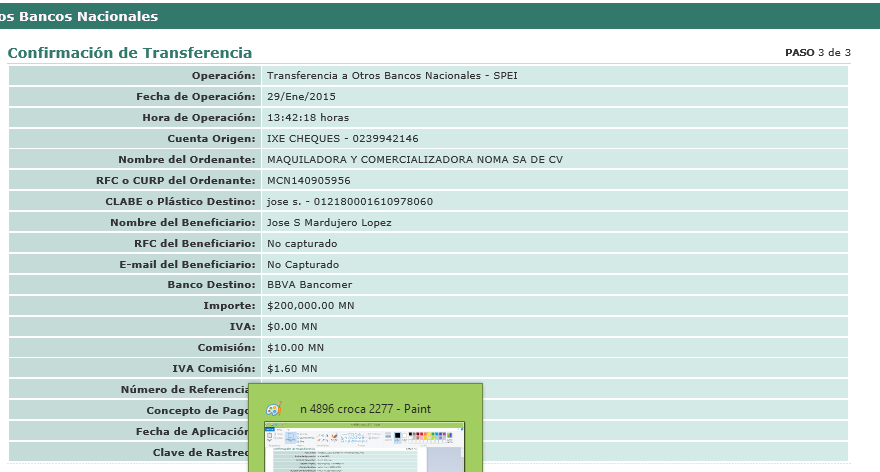 os Bancos Nacionales
Confirmación de Transferencia PASO 3 de 3
Operación: Transferencia a Otros Bancos Nacionales - SPEI
Fecha de Operación: 29/Ene/2015
Hora de Operación: 13:42:18 horas
Cuenta Origen: IXE CHEQUES - 0239942146
Nombre del Ordenante: MAQUILADORA Y COMERCIALIZADORA NOMA SA DE CV
RFC o CURP del Ordenante: MCN140905956
CLABE o Plástico Destino: jose s. - 012180001610978060
Nombre del Beneficiario: Jose S Mardujero Lopez
RFC del Beneficiario: No capturado
E-mail del Beneficiario: No Capturado
Banco Destino: BBVA Bancomer
Importe: $200,000.00 MN
IVA: $0.00 MN
Comisión: $10.00 MN
IVA Comisión: $1.60 MN
Número de Referencia
Concepto de Pago
Fecha de Aplicación
Clave de Rastreo
n 4896 croca 2277 - Paint